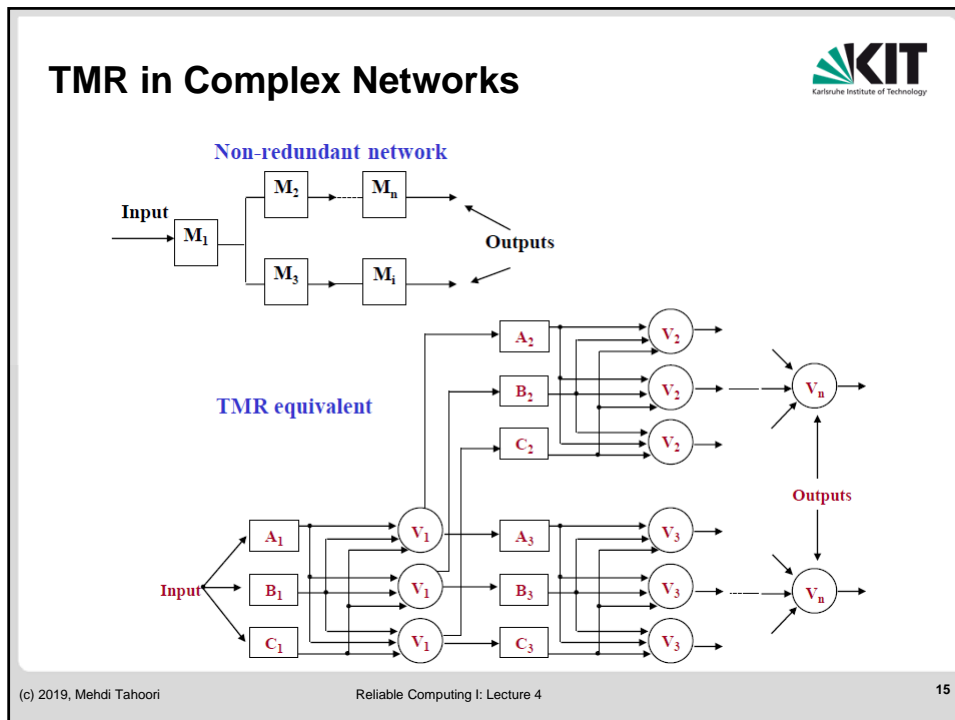 TMR in Complex Networks
KIT
Karlsruhe Institute of Technology
Non-redundant network
Input
M₁
M₂
Mₙ
M₃
Mᵢ
Outputs
TMR equivalent
A₂
V₂
B₂
V₂
Vₙ
C₂
V₂
Outputs
Input
A₁
V₁
A₃
V₃
B₁
V₁
B₃
V₃
Vₙ
C₁
V₁
C₃
V₃
(c) 2019, Mehdi Tahoori
Reliable Computing I: Lecture 4
15